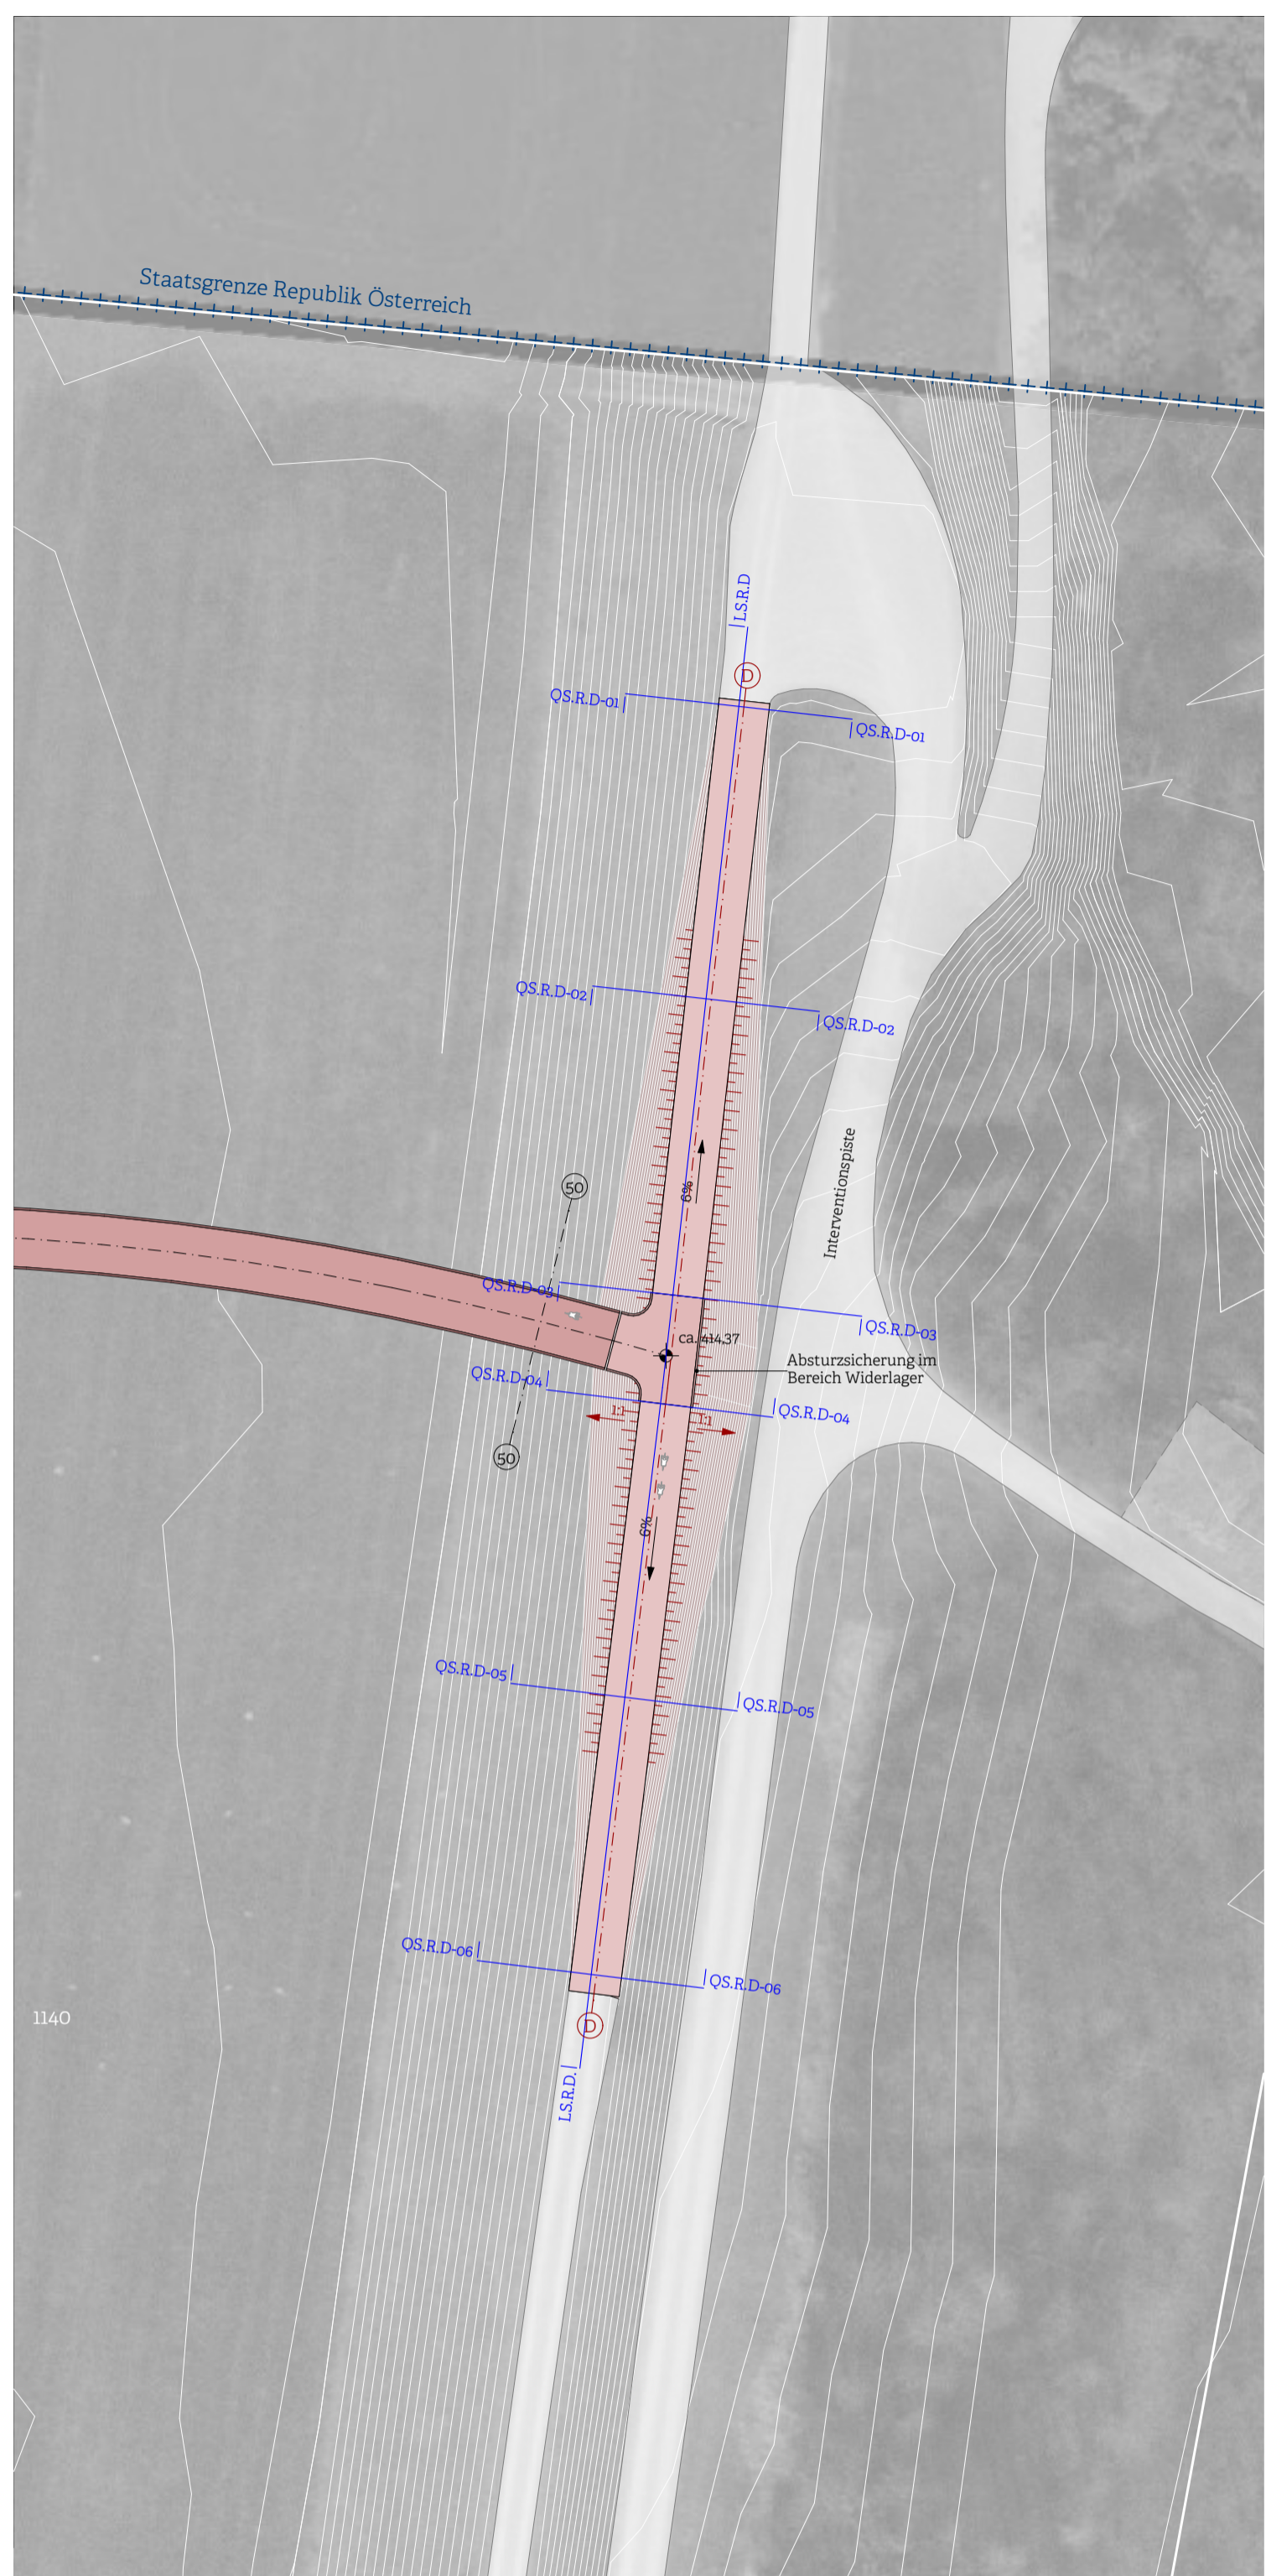 Staatsgrenze Republik Österreich
LS.R.D
D
QS.R.D-01
QS.R.D-01
QS.R.D-02
QS.R.D-02
Interventionspiste
50
6%
QS.R.D-03
QS.R.D-03
ca. 414.37
Absturzsicherung im
Bereich Widerlager
QS.R.D-04
QS.R.D-04
1:1
1:1
50
6%
QS.R.D-05
QS.R.D-05
QS.R.D-06
QS.R.D-06
1140
D
LS.R.D.